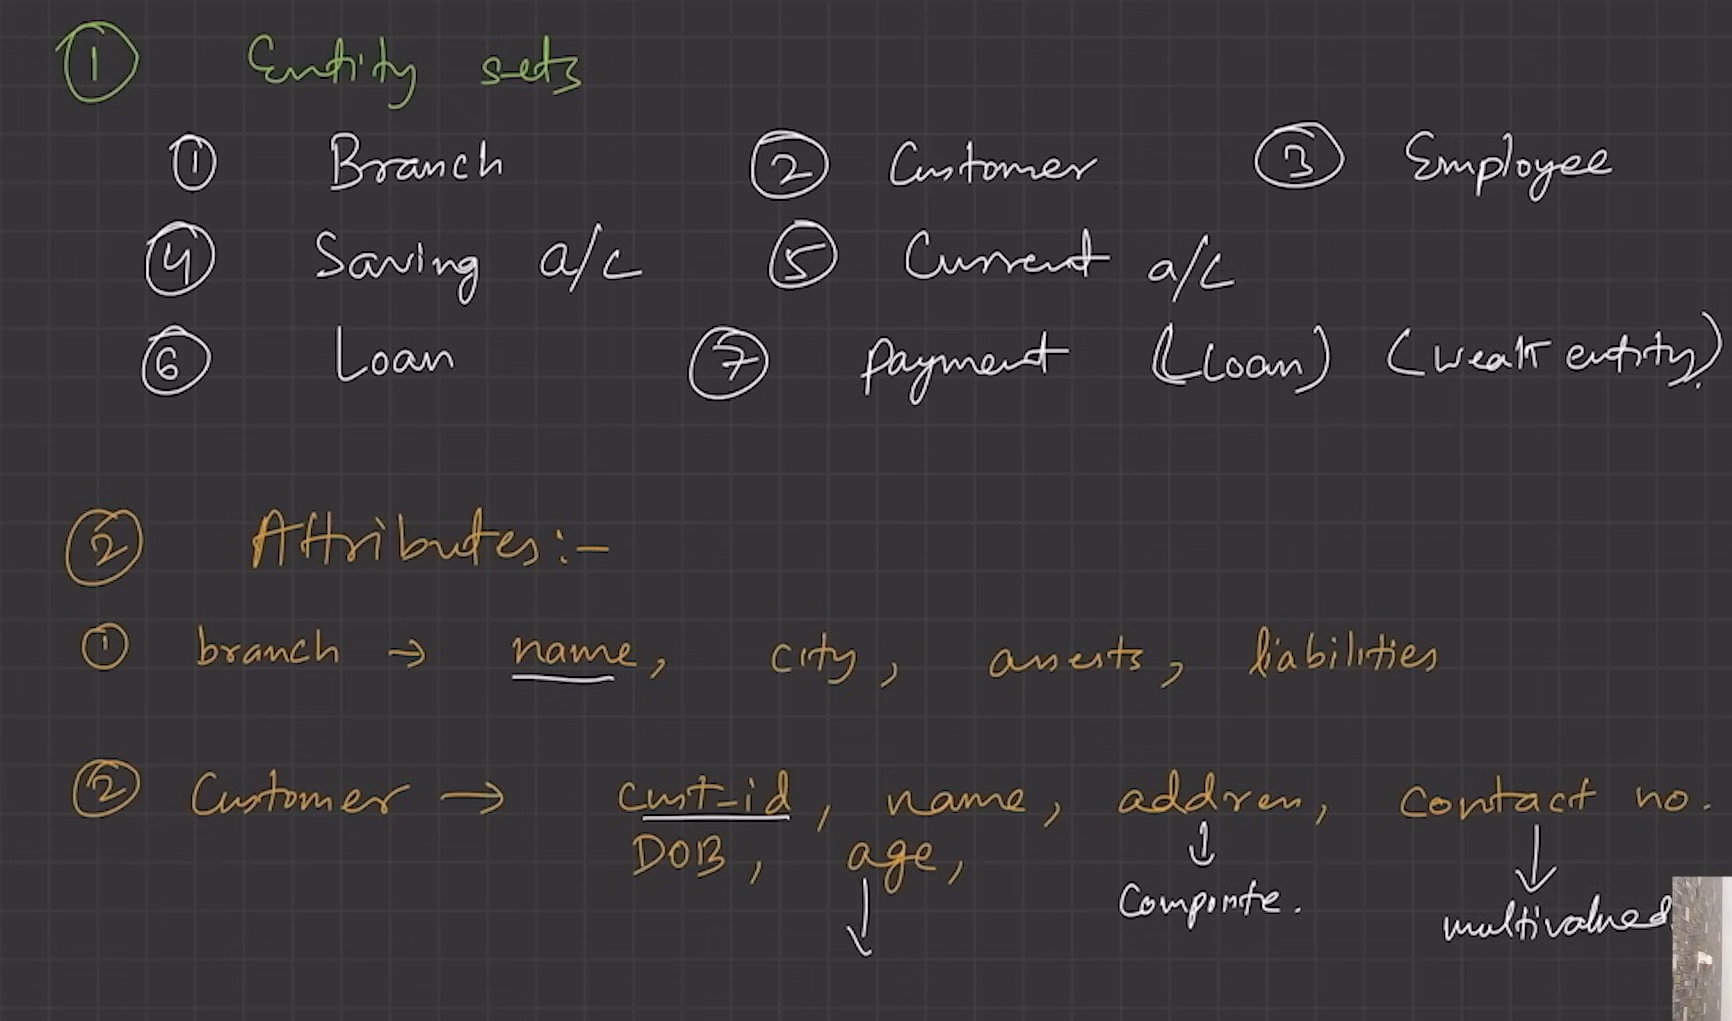 ① Entity sets
① Branch ② Customer ③ Employee
④ Saving a/c ⑤ Current a/c
⑥ Loan ⑦ payment (Loan) (weak entity)
② Attributes:-
① branch → name, city, assests, liabilities
② Customer → cust-id, name, address, contact no.
DOB, age,
Composite.
multivalued